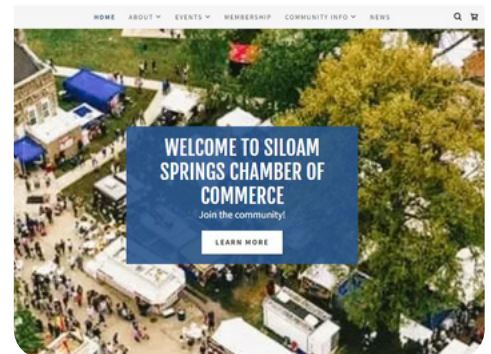 HOME ABOUT EVENTS MEMBERSHIP COMMUNITY INFO NEWS
WELCOME TO SILOAM
SPRINGS CHAMBER OF
COMMERCE
Join the community!
LEARN MORE